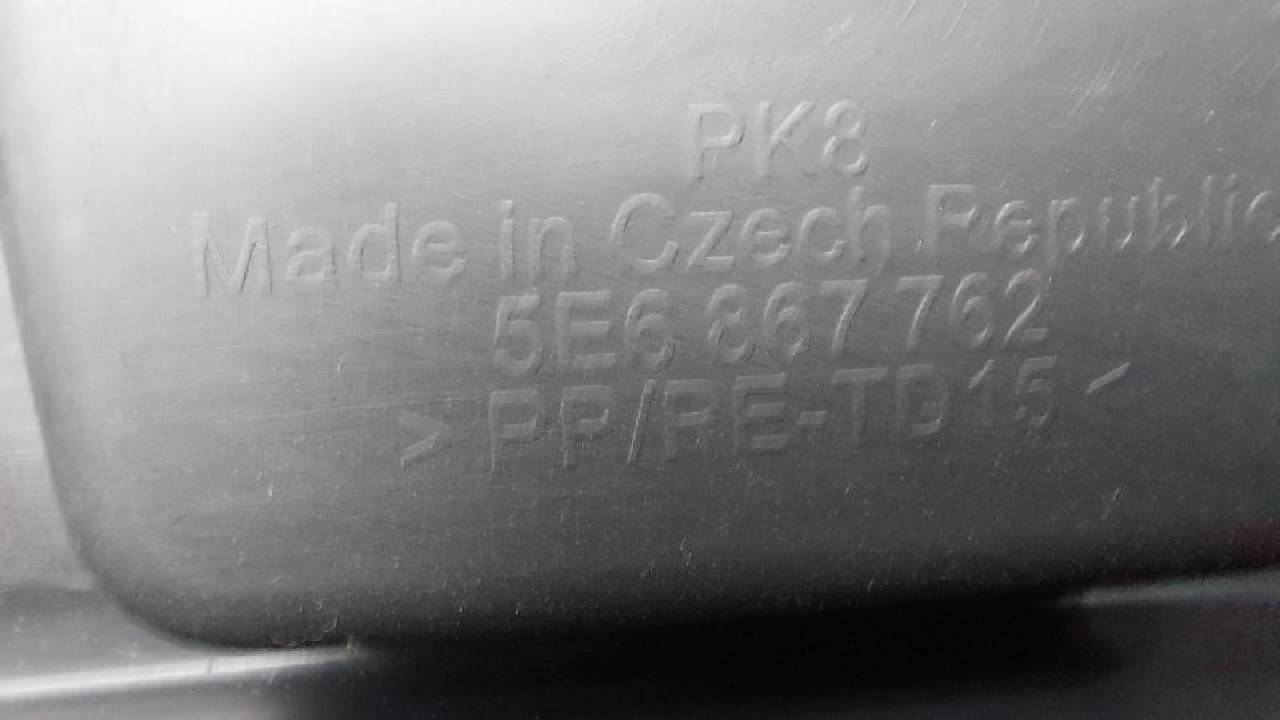 PK8
Made in Czech Republic
5E6 867 762
>PP/PE-TD15<